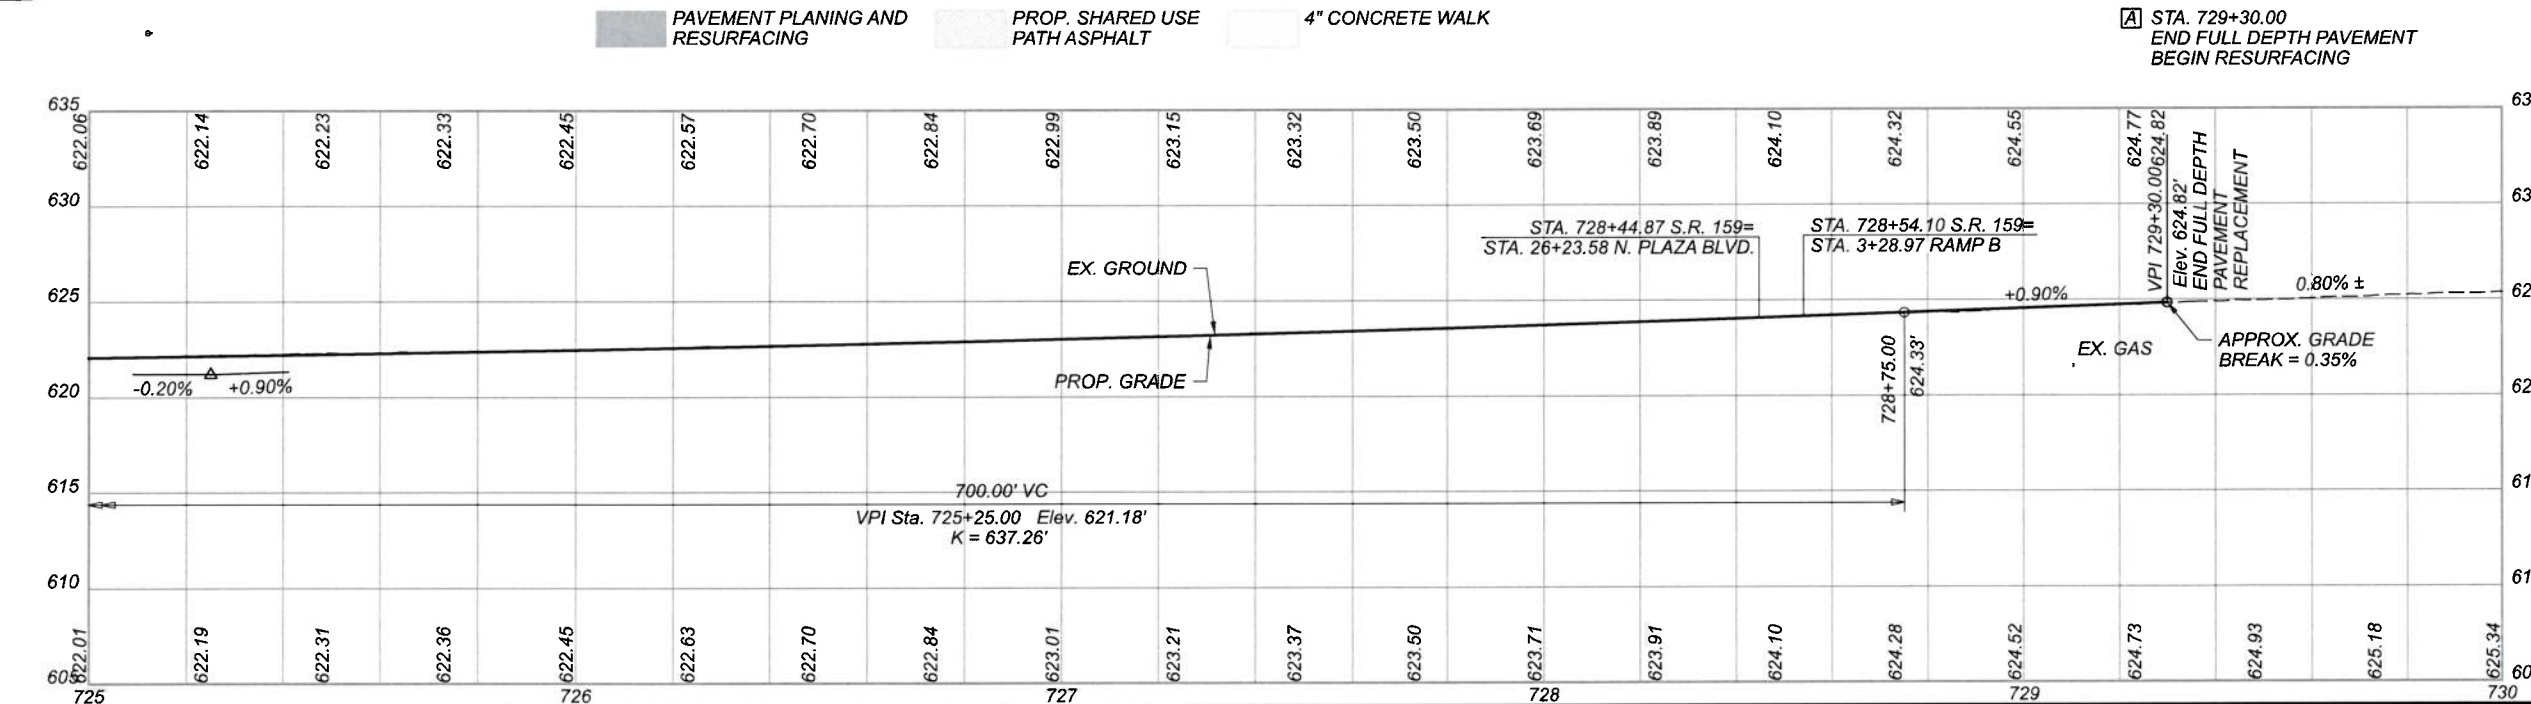 PAVEMENT PLANING AND
RESURFACING
PROP. SHARED USE
PATH ASPHALT
4" CONCRETE WALK
A STA. 729+30.00
END FULL DEPTH PAVEMENT
BEGIN RESURFACING
635
630
625
620
615
610
605
622.06
622.14
622.23
622.33
622.45
622.57
622.70
622.84
622.99
623.15
623.32
623.50
623.69
623.89
624.10
624.32
624.55
624.77
624.82
VPI 729+30.00
Elev. 624.82'
END FULL DEPTH
PAVEMENT
REPLACEMENT
STA. 728+44.87 S.R. 159=
STA. 26+23.58 N. PLAZA BLVD.
STA. 728+54.10 S.R. 159=
STA. 3+28.97 RAMP B
EX. GROUND
PROP. GRADE
-0.20%
+0.90%
+0.90%
0.80% ±
728+75.00
624.33'
EX. GAS
APPROX. GRADE
BREAK = 0.35%
700.00' VC
VPI Sta. 725+25.00 Elev. 621.18'
K = 637.26'
622.01
622.19
622.31
622.36
622.45
622.63
622.70
622.84
623.01
623.21
623.37
623.50
623.71
623.91
624.10
624.28
624.52
624.73
624.93
625.18
625.34
725
726
727
728
729
730
63
63
62
62
61
61
60